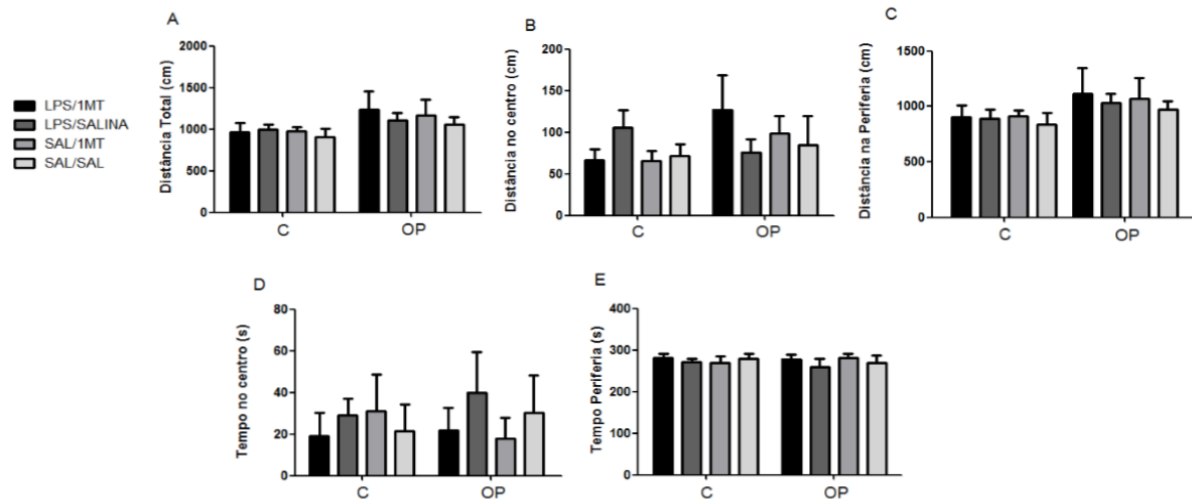 LPS/1MT
LPS/SALINA
SAL/1MT
SAL/SAL
A
Distância Total (cm)
2000
1500
1000
500
0
C
OP
B
Distância no centro (cm)
200
150
100
50
0
C
OP
C
Distância na Periferia (cm)
1500
1000
500
0
C
OP
D
Tempo no centro (s)
80
60
40
20
0
C
OP
E
Tempo Periferia (s)
400
300
200
100
0
C
OP